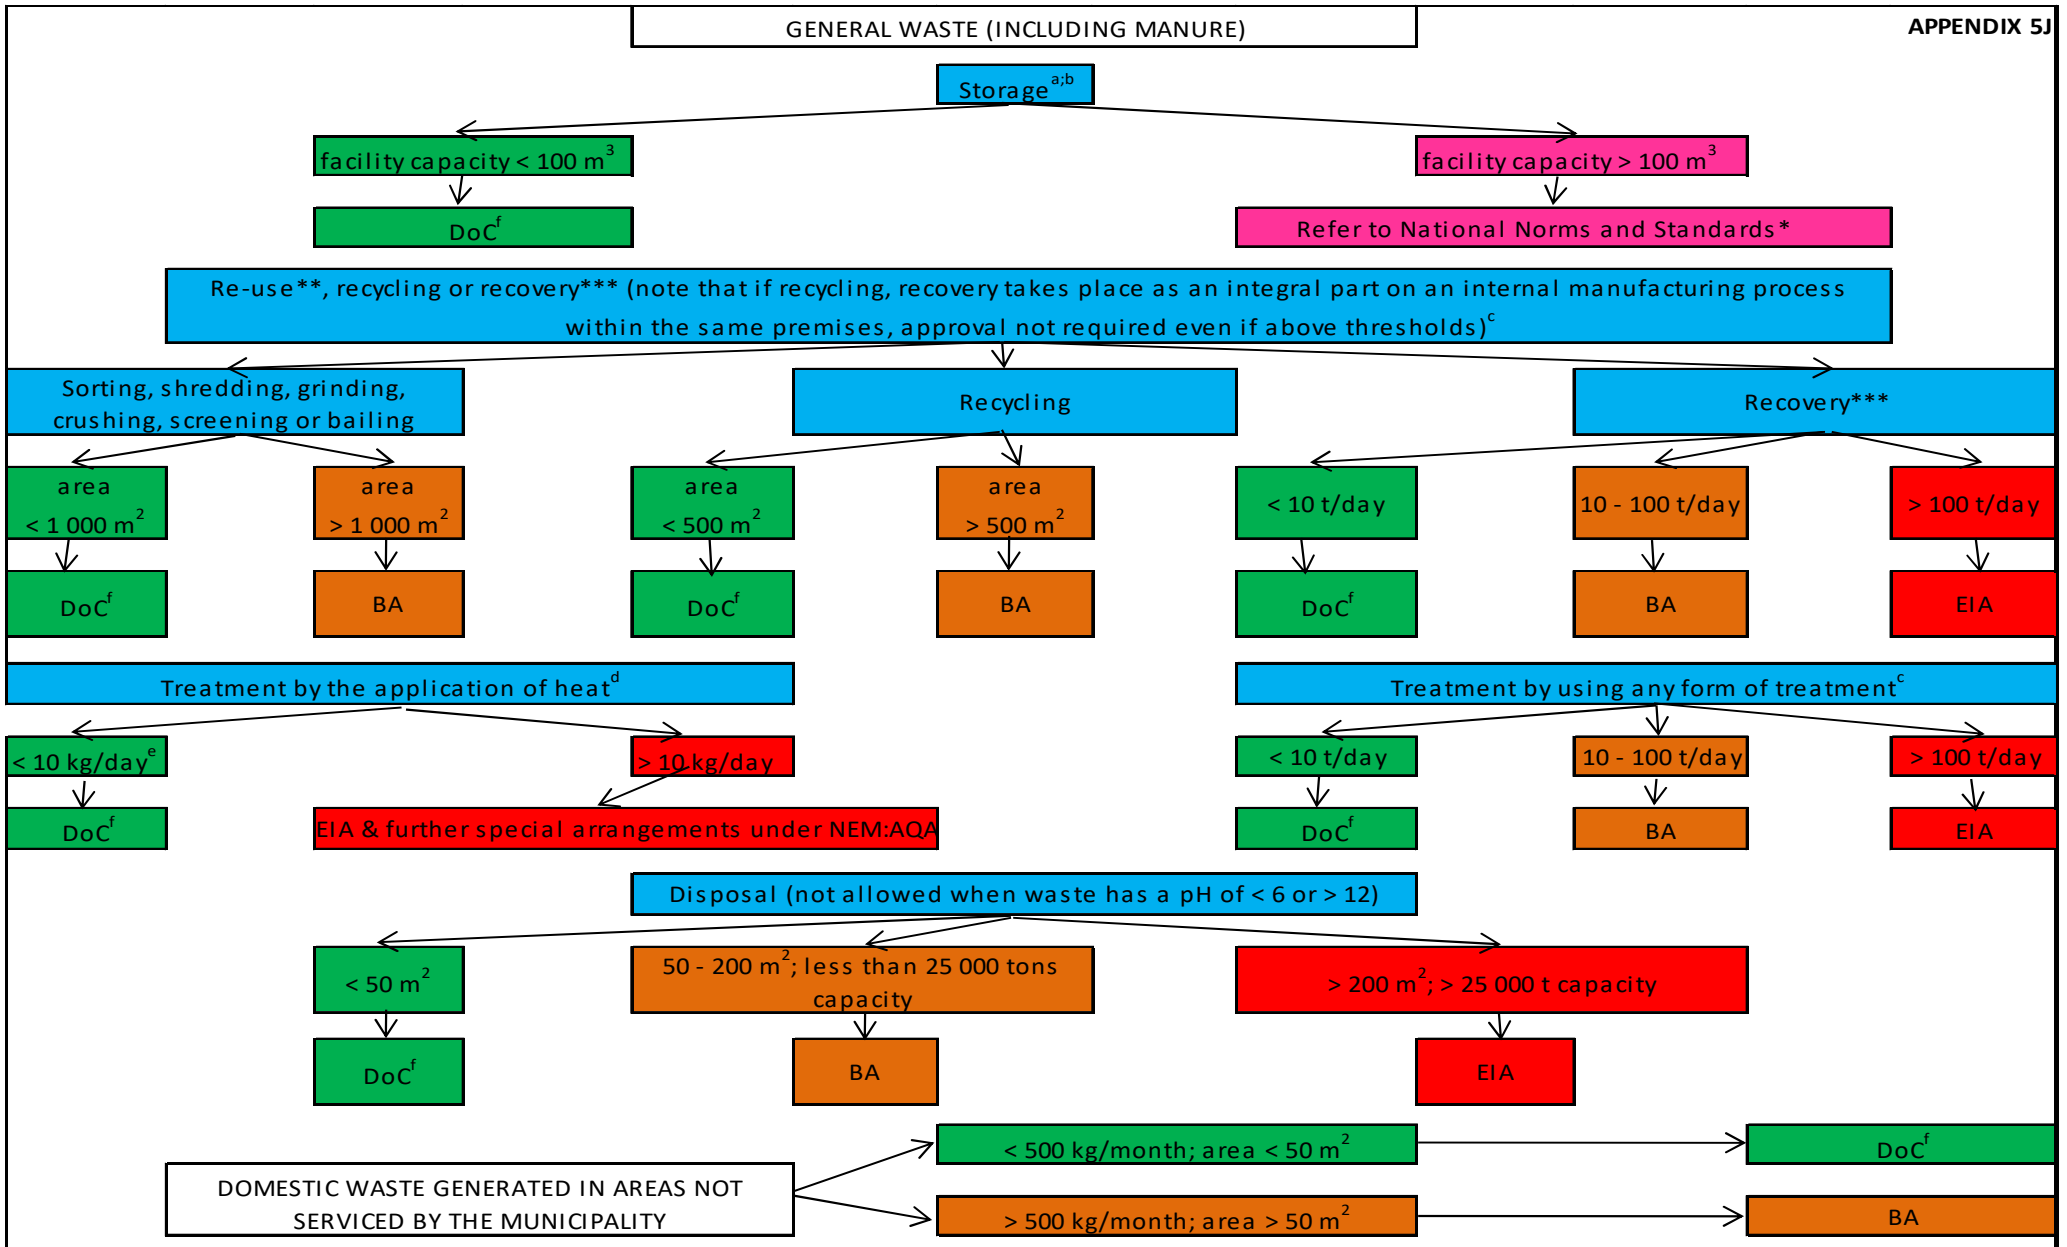 GENERAL WASTE (INCLUDING MANURE)
APPENDIX 5J
Storage a;b
facility capacity < 100 m3
facility capacity > 100 m3
DoC f
Refer to National Norms and Standards*
Re-use**, recycling or recovery*** (note that if recycling, recovery takes place as an integral part on an internal manufacturing process
within the same premises, approval not required even if above thresholds) c
Sorting, shredding, grinding,
crushing, screening or bailing
Recycling
Recovery***
area
< 1 000 m2
area
> 1 000 m2
area
< 500 m2
area
> 500 m2
< 10 t/day
10 - 100 t/day
> 100 t/day
DoC f
BA
DoC f
BA
DoC f
BA
EIA
Treatment by the application of heat d
Treatment by using any form of treatment c
< 10 kg/day e
> 10 kg/day
< 10 t/day
10 - 100 t/day
> 100 t/day
DoC f
EIA & further special arrangements under NEM:AQA
DoC f
BA
EIA
Disposal (not allowed when waste has a pH of < 6 or > 12)
< 50 m2
50 - 200 m2; less than 25 000 tons
capacity
> 200 m2; > 25 000 t capacity
DoC f
BA
EIA
< 500 kg/month; area < 50 m2
DoC f
DOMESTIC WASTE GENERATED IN AREAS NOT
SERVICED BY THE MUNICIPALITY
> 500 kg/month; area > 50 m2
BA